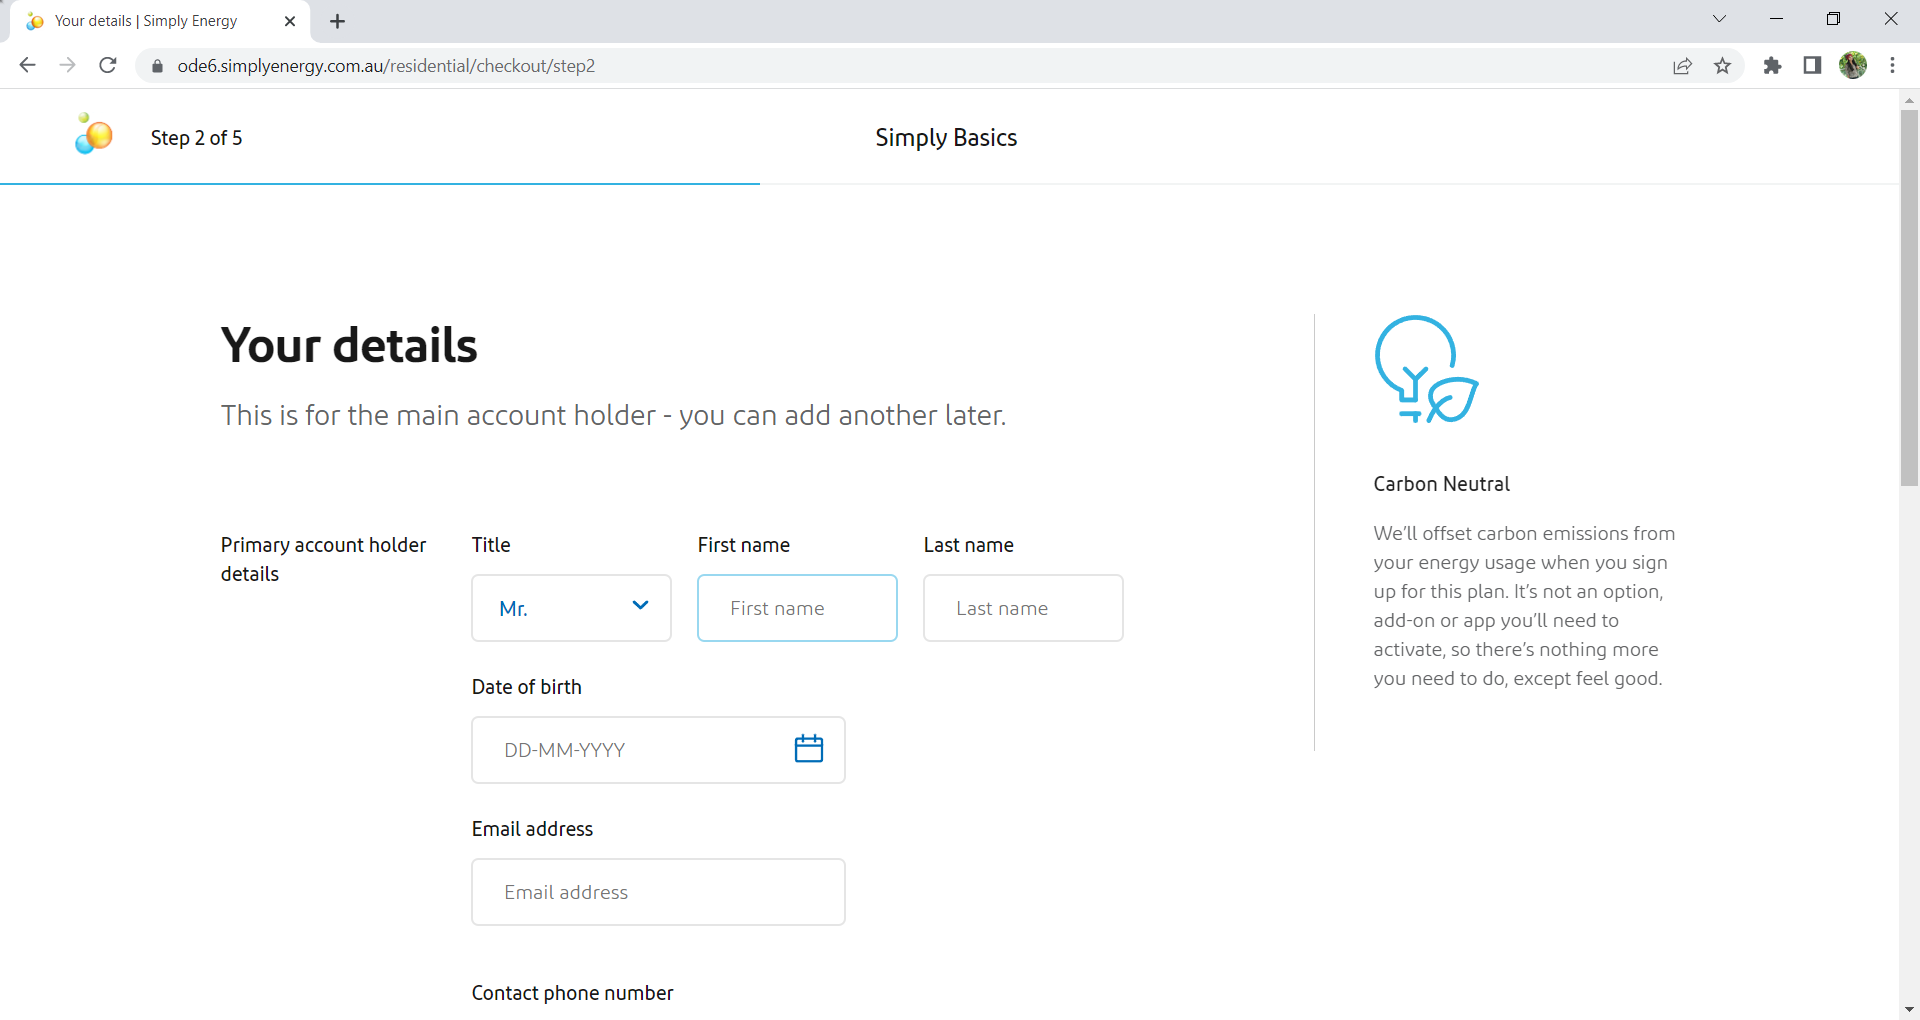 Your details | Simply Energy
ode6.simplyenergy.com.au/residential/checkout/step2
Step 2 of 5
Simply Basics
Your details
This is for the main account holder - you can add another later.
Primary account holder
details
Title
First name
Last name
Mr.
First name
Last name
Date of birth
DD-MM-YYYY
Email address
Email address
Contact phone number
Carbon Neutral
We’ll offset carbon emissions from
your energy usage when you sign
up for this plan. It’s not an option,
add-on or app you’ll need to
activate, so there’s nothing more
you need to do, except feel good.